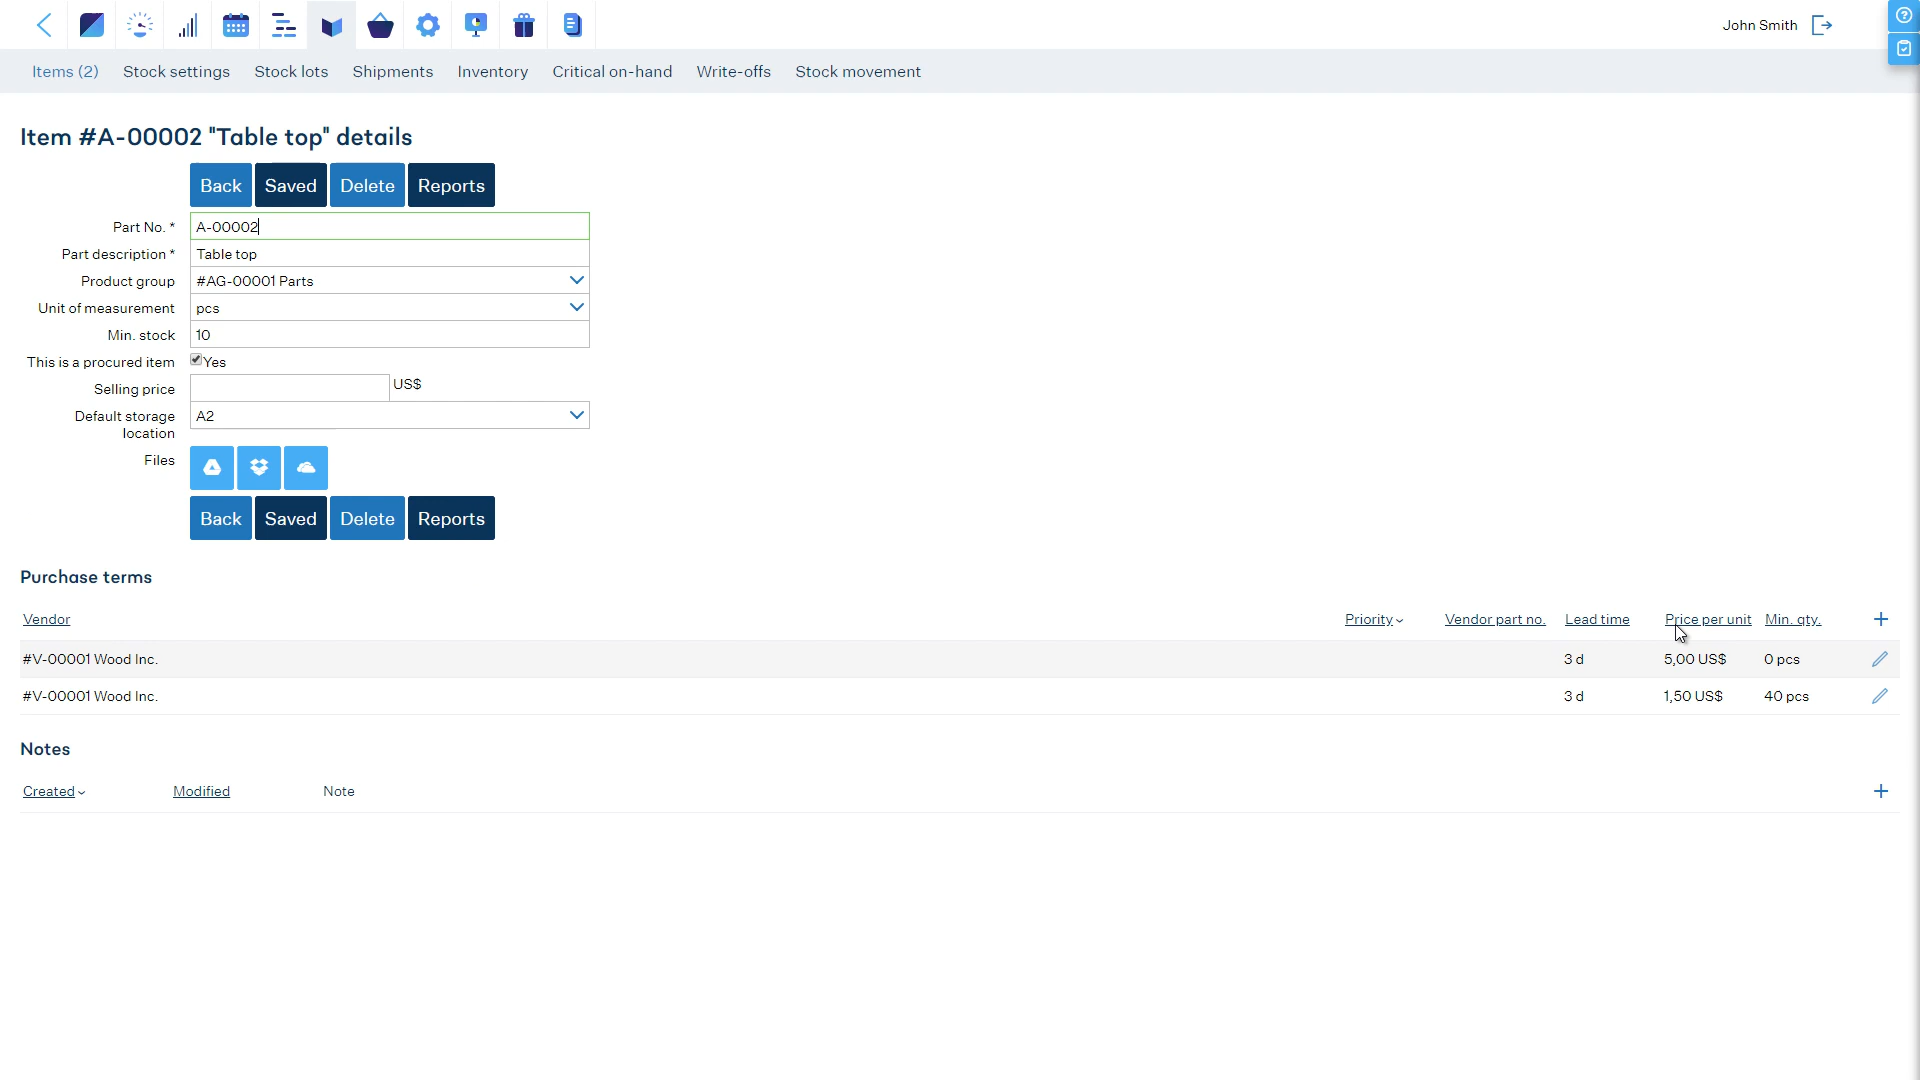 John Smith
Items (2) Stock settings Stock lots Shipments Inventory Critical on-hand Write-offs Stock movement
Item #A-00002 "Table top" details
Back Saved Delete Reports
Part No. * A-00002
Part description * Table top
Product group #AG-00001 Parts
Unit of measurement pcs
Min. stock 10
This is a procured item Yes
Selling price US$
Default storage location A2
Files
Back Saved Delete Reports
Purchase terms
Vendor Priority Vendor part no. Lead time Price per unit Min. qty.
#V-00001 Wood Inc. 3 d 5,00 US$ 0 pcs
#V-00001 Wood Inc. 3 d 1,50 US$ 40 pcs
Notes
Created Modified Note